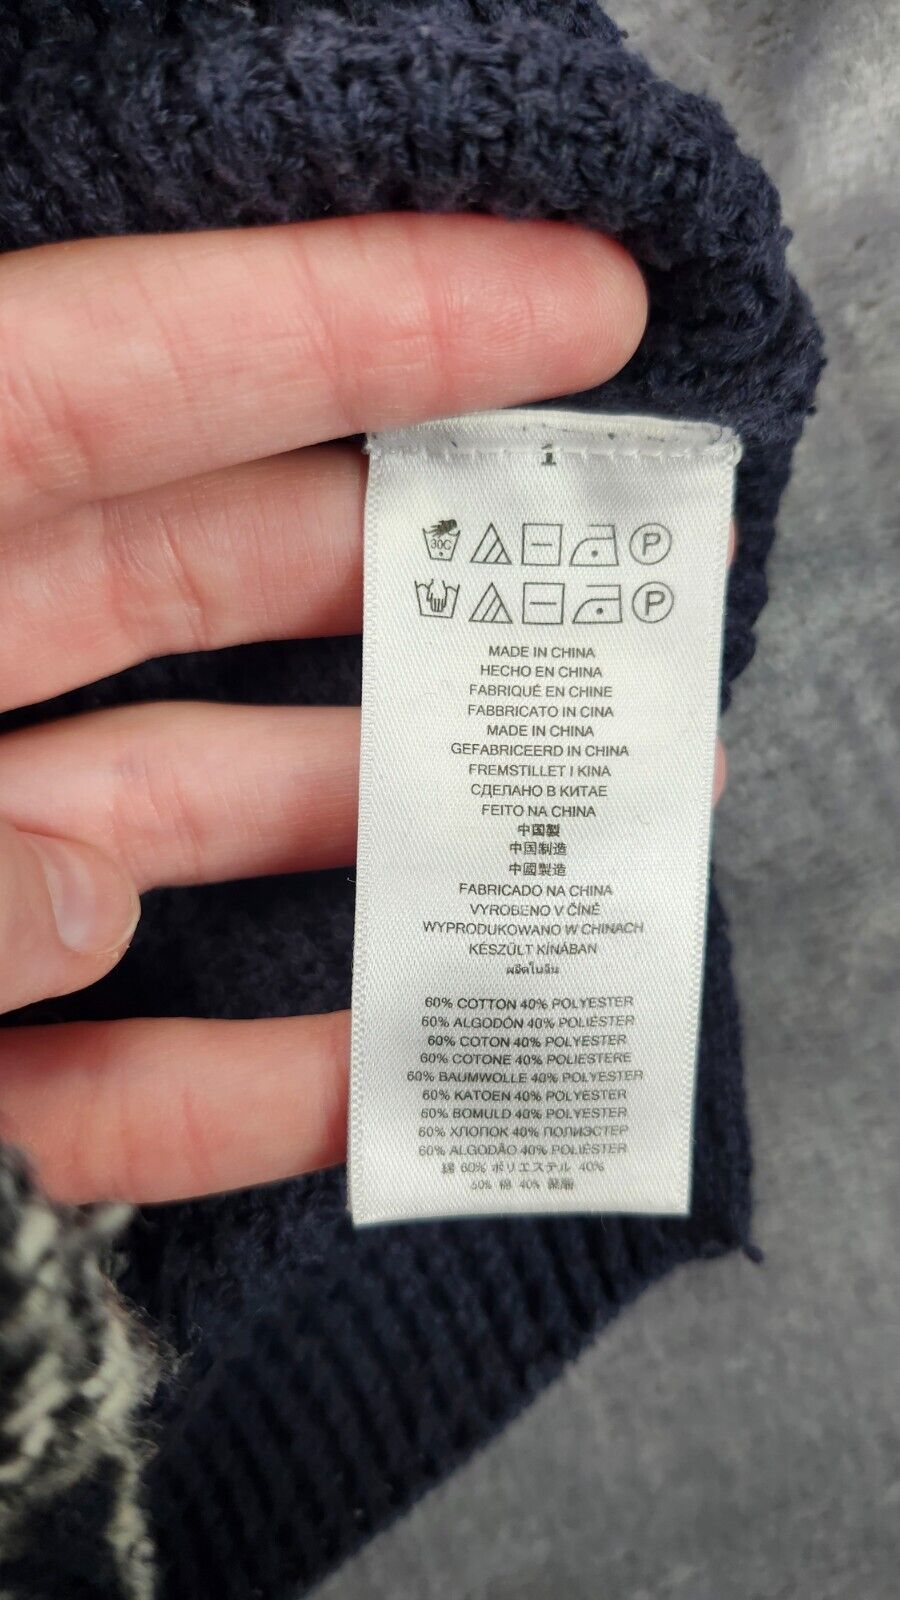 1
30C P
P
MADE IN CHINA
HECHO EN CHINA
FABRIQUÉ EN CHINE
FABBRICATO IN CINA
MADE IN CHINA
GEFABRICEERD IN CHINA
FREMSTILLET I KINA
СДЕЛАНО В КИТАЕ
FEITO NA CHINA
中国製
中国制造
中國製造
FABRICADO NA CHINA
VYROBENO V ČÍNĚ
WYPRODUKOWANO W CHINACH
KÉSZÜLT KÍNÁBAN
ผลิตในจีน
60% COTTON 40% POLYESTER
60% ALGODÓN 40% POLIÉSTER
60% COTON 40% POLYESTER
60% COTONE 40% POLIESTERE
60% BAUMWOLLE 40% POLYESTER
60% KATOEN 40% POLYESTER
60% BOMULD 40% POLYESTER
60% ХЛОПОК 40% ПОЛИЭСТЕР
60% ALGODÃO 40% POLIÉSTER
綿 60% ポリエステル 40%
60% 棉 40%